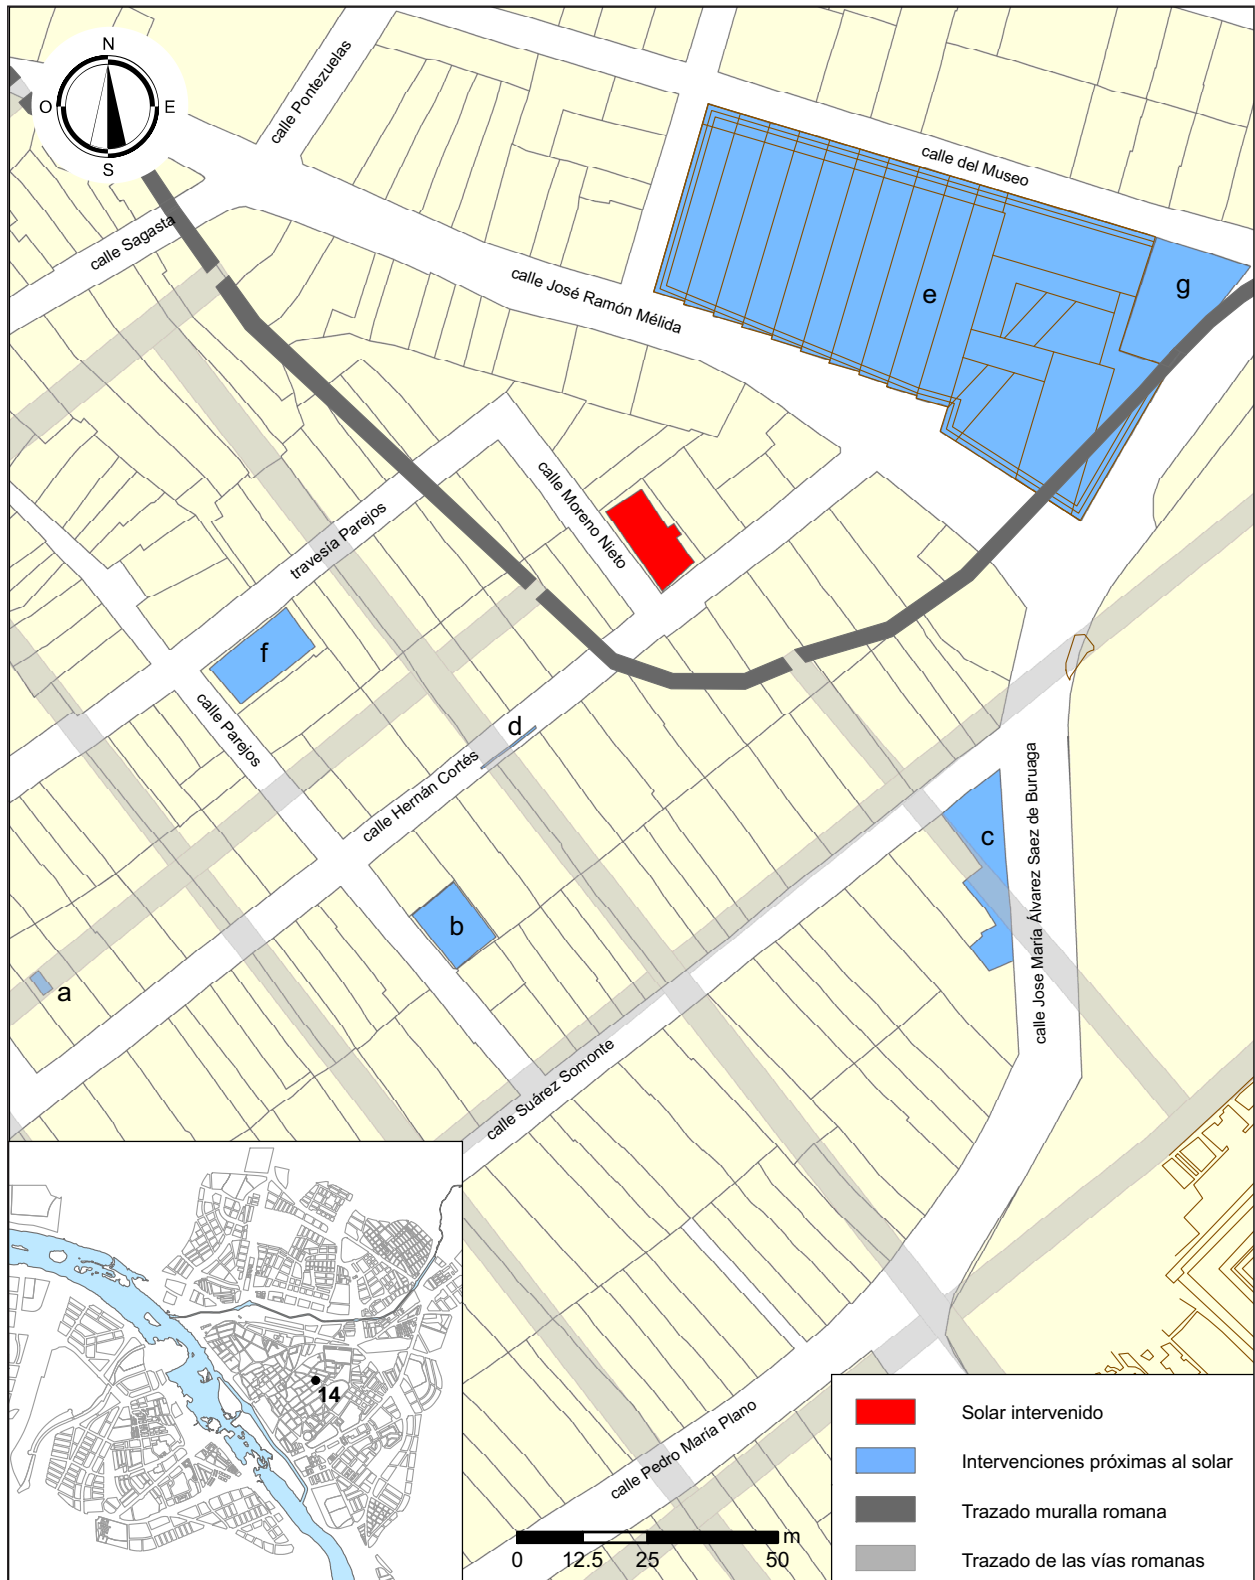 N
O
E
S
calle Pontezuelas
calle Sagasta
calle del Museo
calle José Ramón Mélida
g
e
calle Moreno Nieto
travesía Parejos
f
calle Parejos
d
calle Hernán Cortés
c
calle Jose María Álvarez Saez de Buruaga
b
a
calle Suárez Somonte
calle Pedro María Plano
14
m
0 12.5 25 50
Solar intervenido
Intervenciones próximas al solar
Trazado muralla romana
Trazado de las vías romanas